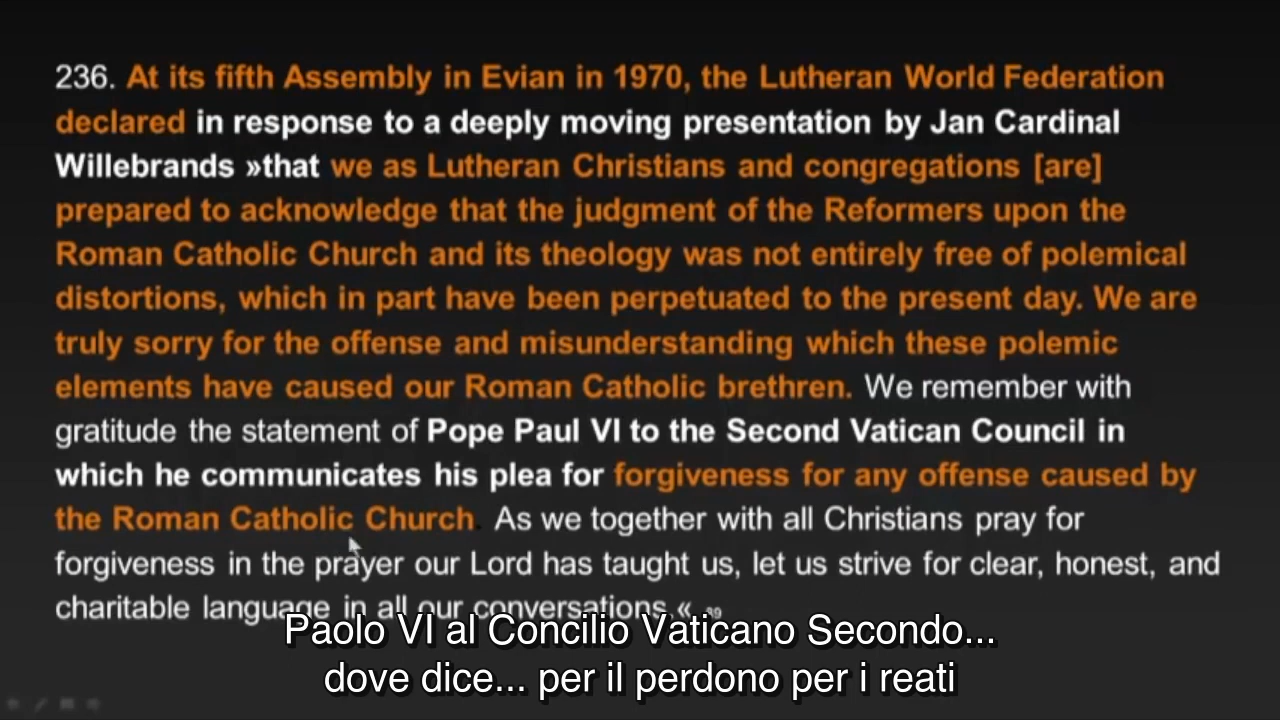 236. At its fifth Assembly in Evian in 1970, the Lutheran World Federation
declared in response to a deeply moving presentation by Jan Cardinal
Willebrands »that we as Lutheran Christians and congregations [are]
prepared to acknowledge that the judgment of the Reformers upon the
Roman Catholic Church and its theology was not entirely free of polemical
distortions, which in part have been perpetuated to the present day. We are
truly sorry for the offense and misunderstanding which these polemic
elements have caused our Roman Catholic brethren. We remember with
gratitude the statement of Pope Paul VI to the Second Vatican Council in
which he communicates his plea for forgiveness for any offense caused by
the Roman Catholic Church. As we together with all Christians pray for
forgiveness in the prayer our Lord has taught us, let us strive for clear, honest, and
charitable language in all our conversations.« 89
Paolo VI al Concilio Vaticano Secondo...
dove dice... per il perdono per i reati